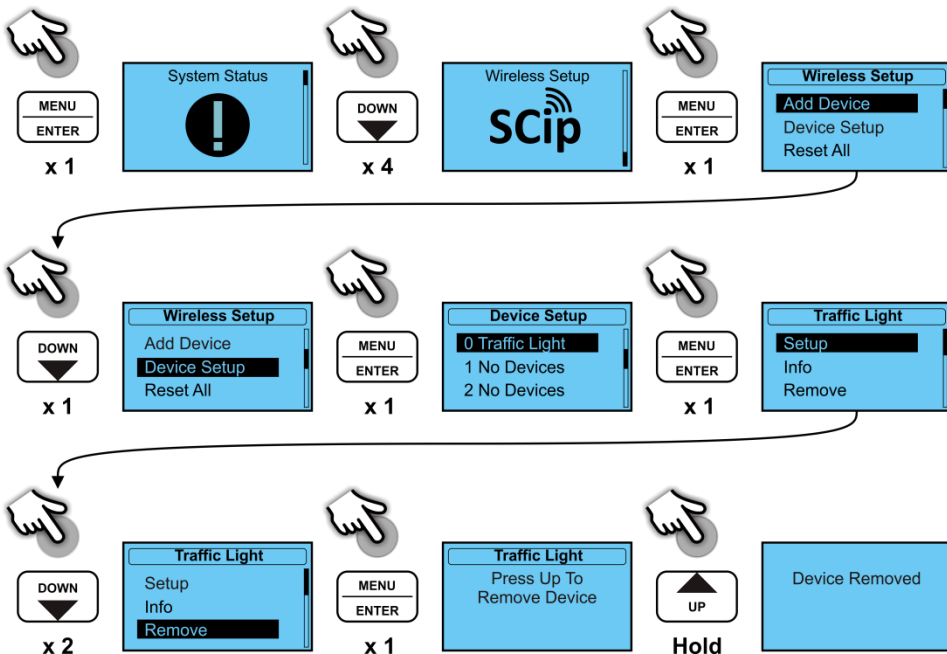 MENU
ENTER
x 1
System Status
!
DOWN
x 4
Wireless Setup
SCip
MENU
ENTER
x 1
Wireless Setup
Add Device
Device Setup
Reset All
DOWN
x 1
Wireless Setup
Add Device
Device Setup
Reset All
MENU
ENTER
x 1
Device Setup
0 Traffic Light
1 No Devices
2 No Devices
MENU
ENTER
x 1
Traffic Light
Setup
Info
Remove
DOWN
x 2
Traffic Light
Setup
Info
Remove
MENU
ENTER
x 1
Traffic Light
Press Up To
Remove Device
UP
Hold
Device Removed